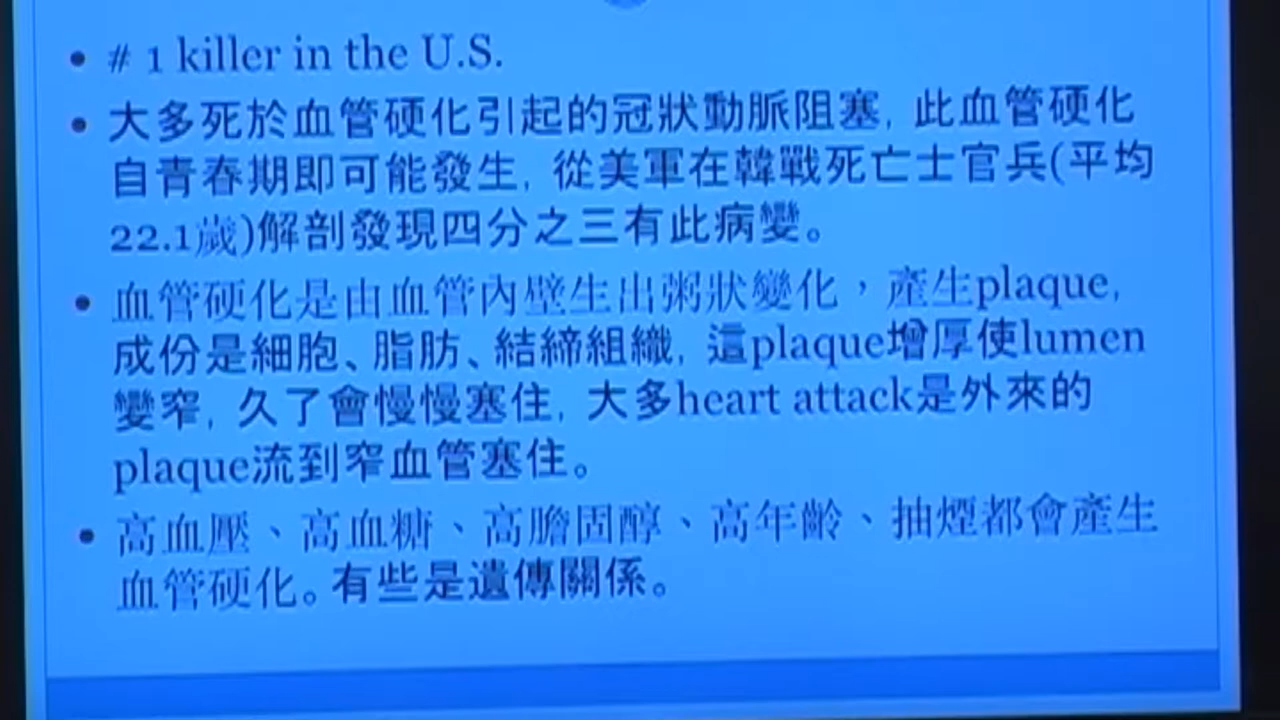 • # 1 killer in the U.S.
• 大多死於血管硬化引起的冠狀動脈阻塞, 此血管硬化
自青春期即可能發生, 從美軍在韓戰死亡士官兵(平均
22.1歲)解剖發現四分之三有此病變。
• 血管硬化是由血管內壁生出粥狀變化，產生plaque,
成份是細胞、脂肪、結締組織, 這plaque增厚使lumen
變窄, 久了會慢慢塞住, 大多heart attack是外來的
plaque流到窄血管塞住。
• 高血壓、高血糖、高膽固醇、高年齡、抽煙都會產生
血管硬化。有些是遺傳關係。